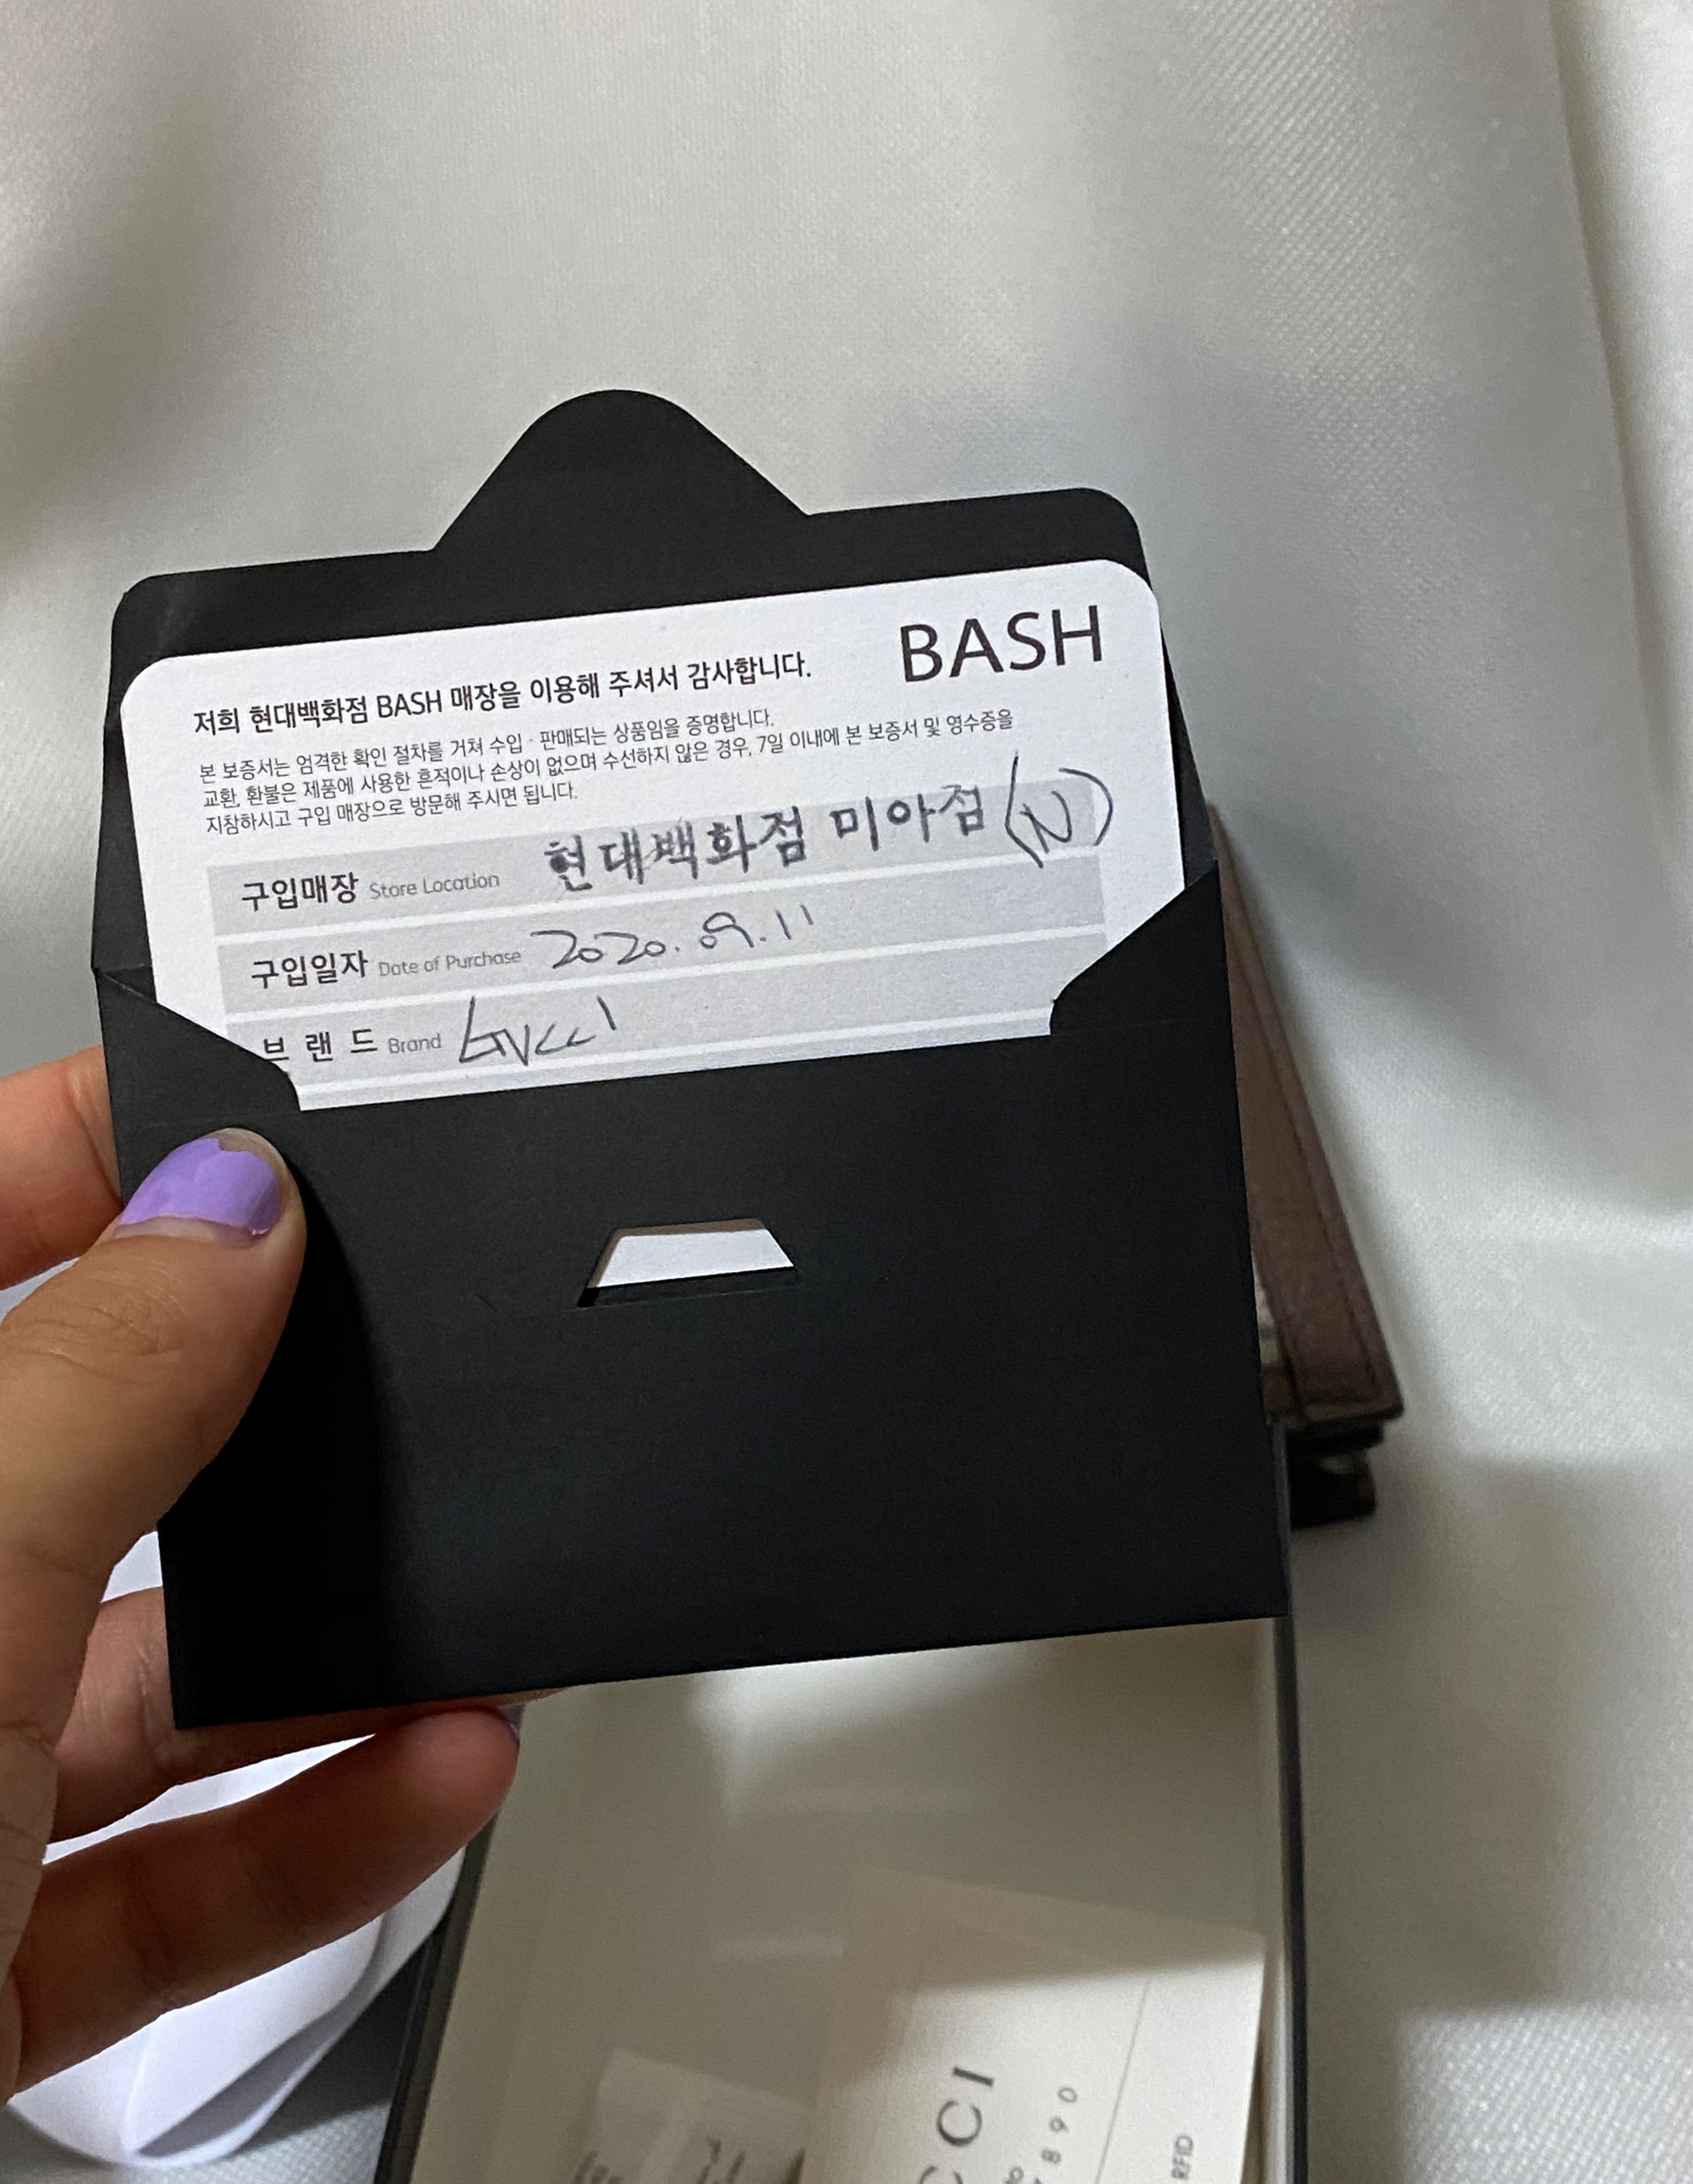 BASH
저희 현대백화점 BASH 매장을 이용해 주셔서 감사합니다.
본 보증서는 엄격한 확인 절차를 거쳐 수입 · 판매되는 상품임을 증명합니다.
교환, 환불은 제품에 사용한 흔적이나 손상이 없으며 수선하지 않은 경우, 7일 이내에 본 보증서 및 영수증을
지참하시고 구입 매장으로 방문해 주시면 됩니다.
구입매장 Store Location 현대백화점 미아점 (N)
구입일자 Date of Purchase 2020.09.11
브 랜 드 Brand GUCCI
CCI
890
RFID